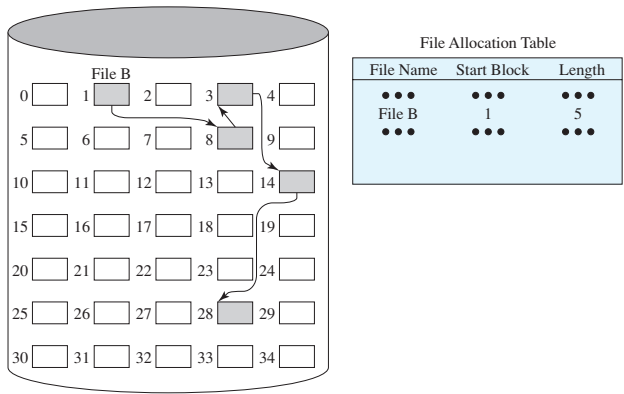 File Allocation Table
File Name Start Block Length
••• ••• •••
File B 1 5
••• ••• •••
File B
0 1 2 3 4
5 6 7 8 9
10 11 12 13 14
15 16 17 18 19
20 21 22 23 24
25 26 27 28 29
30 31 32 33 34